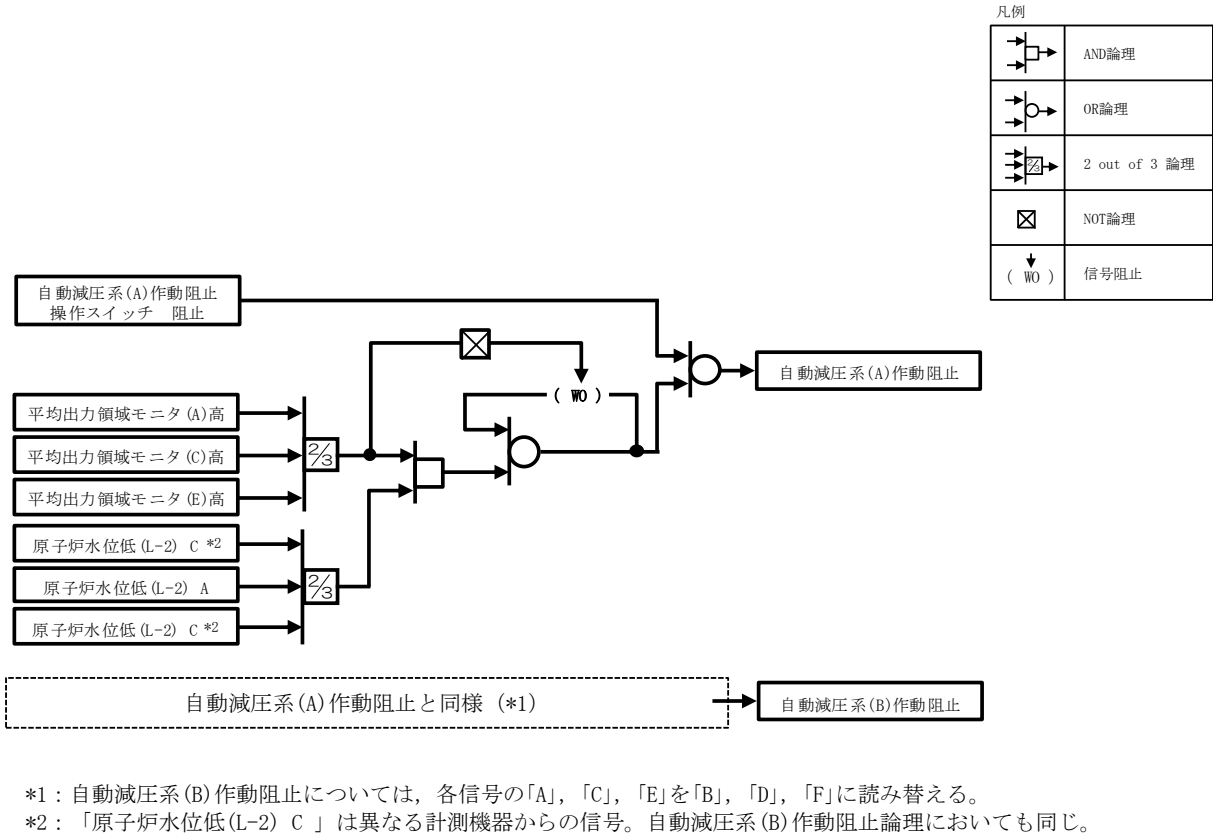 凡例
AND論理
OR論理
2/3
2 out of 3 論理
NOT論理
( WO )
信号阻止
自動減圧系(A)作動阻止
操作スイッチ　阻止
自動減圧系(A)作動阻止
( WO )
平均出力領域モニタ(A)高
平均出力領域モニタ(C)高
2/3
平均出力領域モニタ(E)高
原子炉水位低(L-2) C *2
原子炉水位低(L-2) A
2/3
原子炉水位低(L-2) C *2
自動減圧系(A)作動阻止と同様（*1）
自動減圧系(B)作動阻止
*1：自動減圧系(B)作動阻止については，各信号の「A」，「C」，「E」を「B」，「D」，「F」に読み替える。
*2：「原子炉水位低(L-2) C 」は異なる計測機器からの信号。自動減圧系(B)作動阻止論理においても同じ。